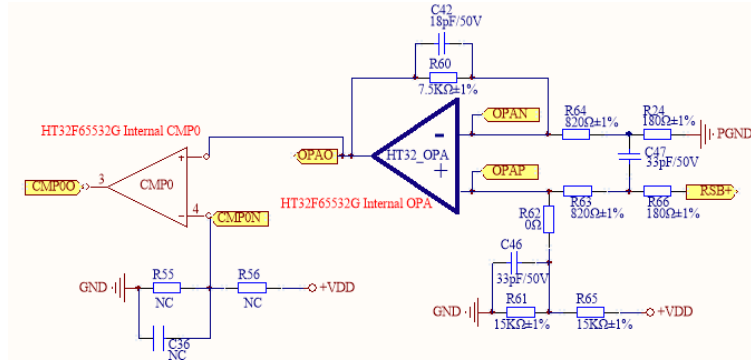 C42
18pF/50V
R60
7.5KΩ±1%
HT32F65532G Internal CMP0
OPAN
R64
820Ω±1%
R24
180Ω±1%
PGND
OPAO
HT32_OPA
C47
33pF/50V
CMP0O
3
CMP0
OPAP
HT32F65532G Internal OPA
4
CMP0N
R62
0Ω
R63
820Ω±1%
R66
180Ω±1%
RSB+
C46
33pF/50V
R55
NC
R56
NC
GND
+VDD
C36
NC
GND
R61
15KΩ±1%
R65
15KΩ±1%
+VDD